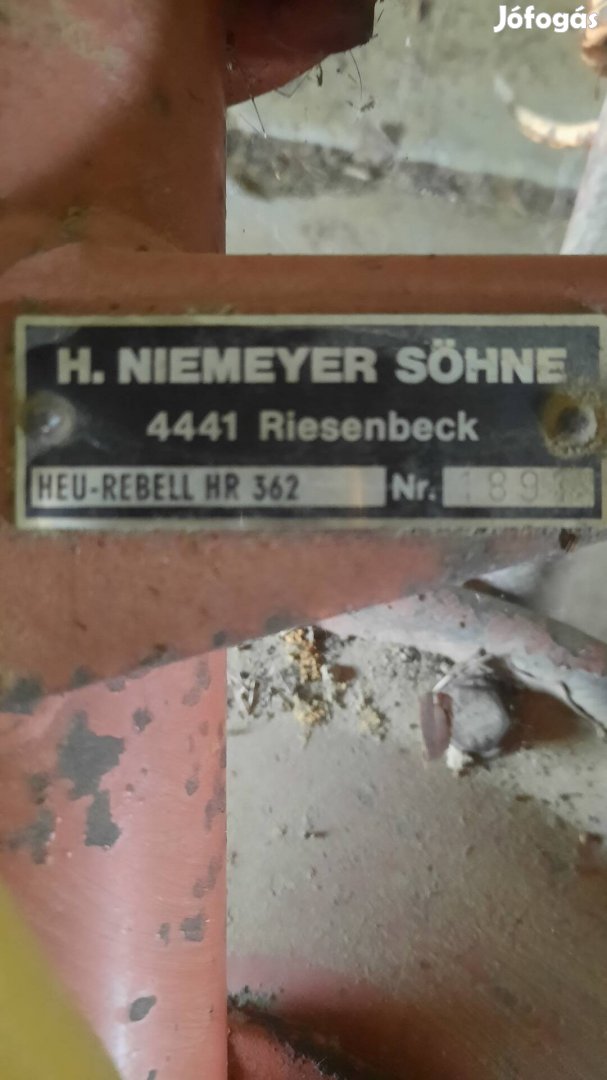 Jófogás
H. NIEMEYER SÖHNE
4441 Riesenbeck
HEU-REBELL HR 362 Nr.